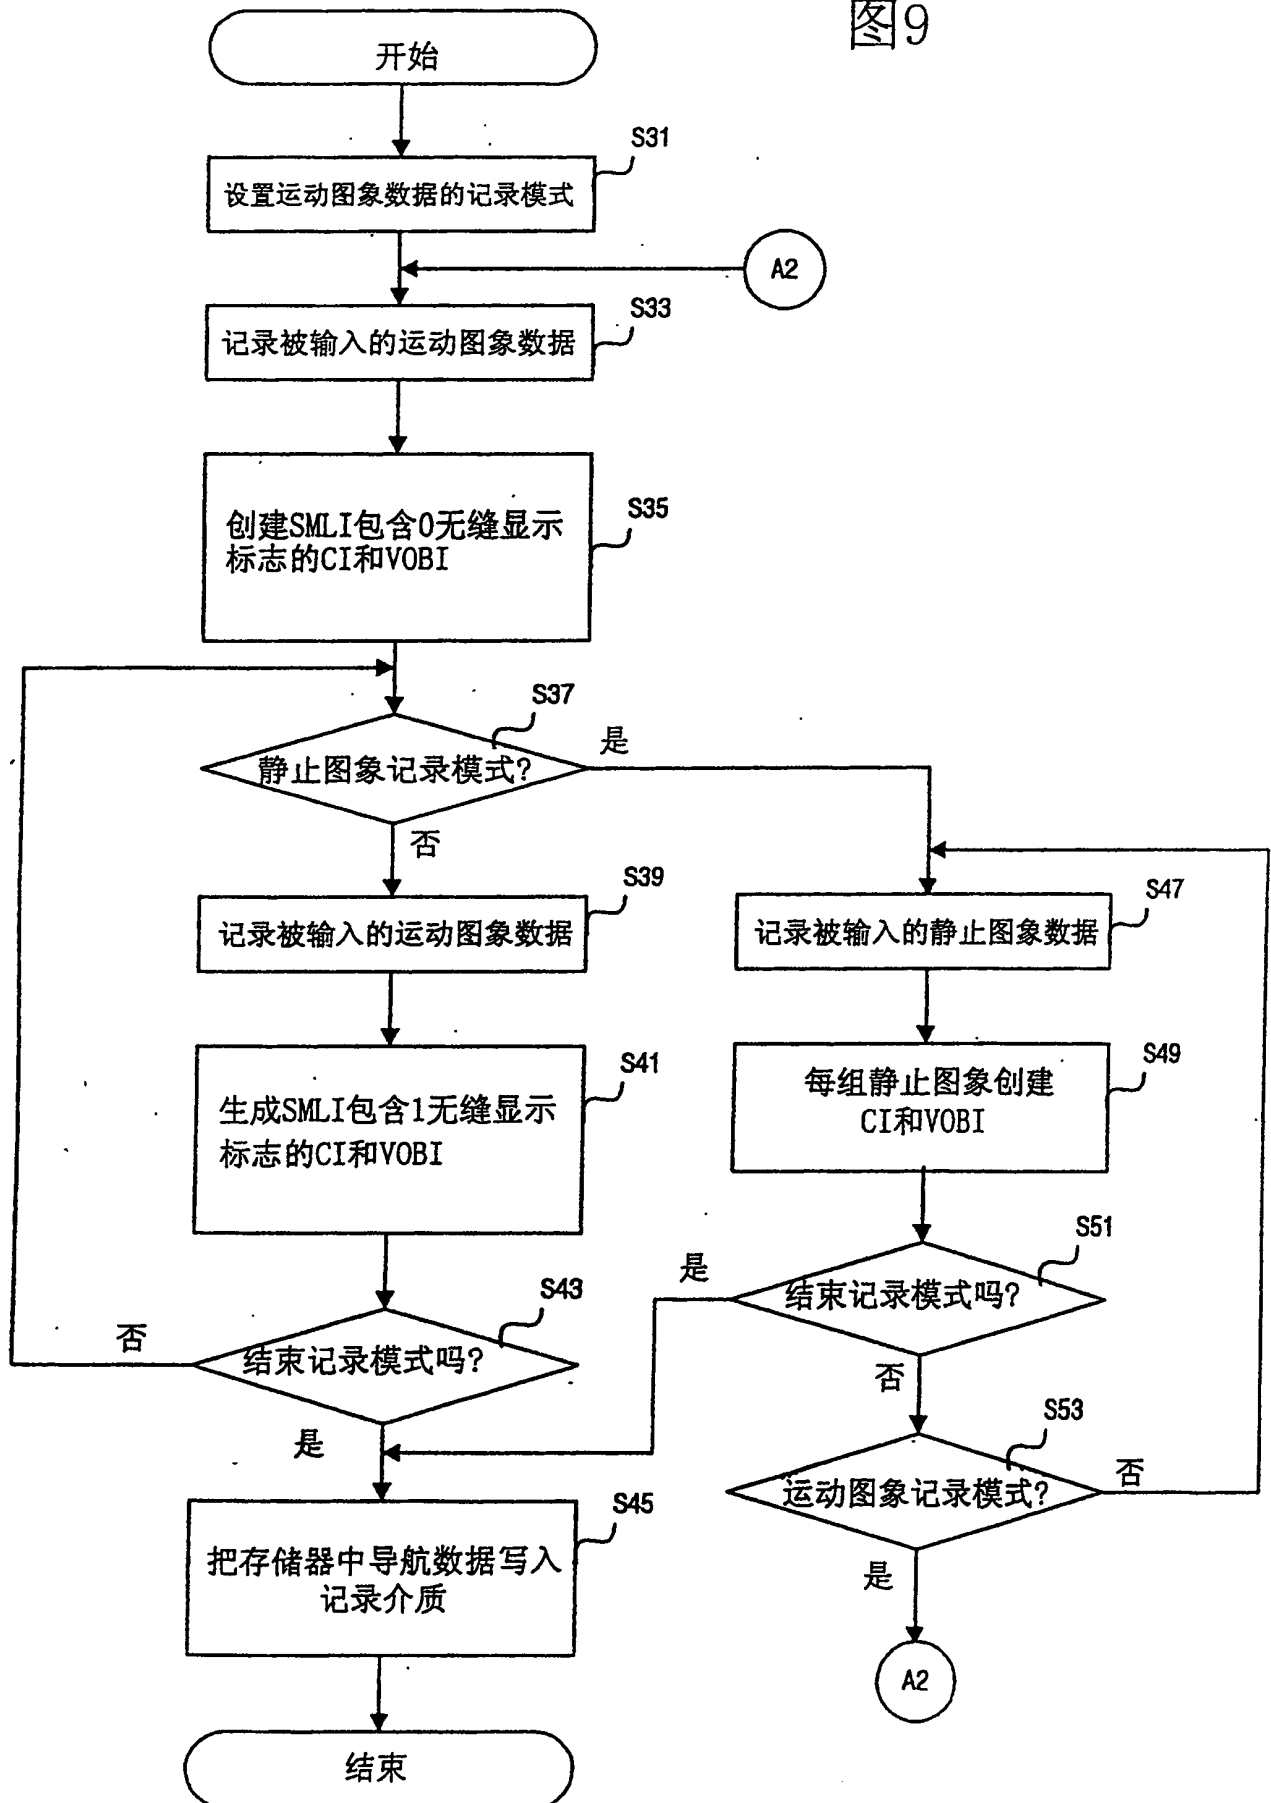 图9
开始
S31
设置运动图象数据的记录模式
A2
S33
记录被输入的运动图象数据
S35
创建SMLI包含0无缝显示
标志的CI和VOBI
S37
静止图象记录模式?
是
否
S39
记录被输入的运动图象数据
S47
记录被输入的静止图象数据
S41
生成SMLI包含1无缝显示
标志的CI和VOBI
S49
每组静止图象创建
CI和VOBI
S51
结束记录模式吗?
是
否
S43
结束记录模式吗?
否
是
S53
运动图象记录模式?
否
是
S45
把存储器中导航数据写入
记录介质
A2
结束